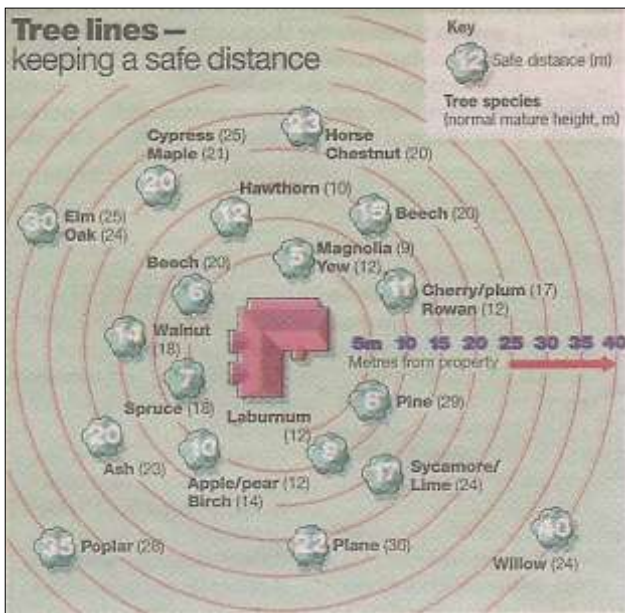 Tree lines –
keeping a safe distance
Key
12 Safe distance (m)
Tree species
(normal mature height, m)
23 Horse
Chestnut (20)
Cypress (25)
Maple (21)
20
Hawthorn (10)
12
15 Beech (20)
30 Elm (25)
Oak (24)
Magnolia (9)
5 Yew (12)
Beech (20)
11 Cherry/plum (17)
Rowan (12)
Walnut
(18)
5m 10 15 20 25 30 35 40
Metres from property
7
Spruce (18)
Laburnum
(12)
6 Pine (29)
20
Ash (23)
10
Apple/pear (12)
Birch (14)
9
17 Sycamore/
Lime (24)
35 Poplar (28)
22 Plane (30)
40
Willow (24)